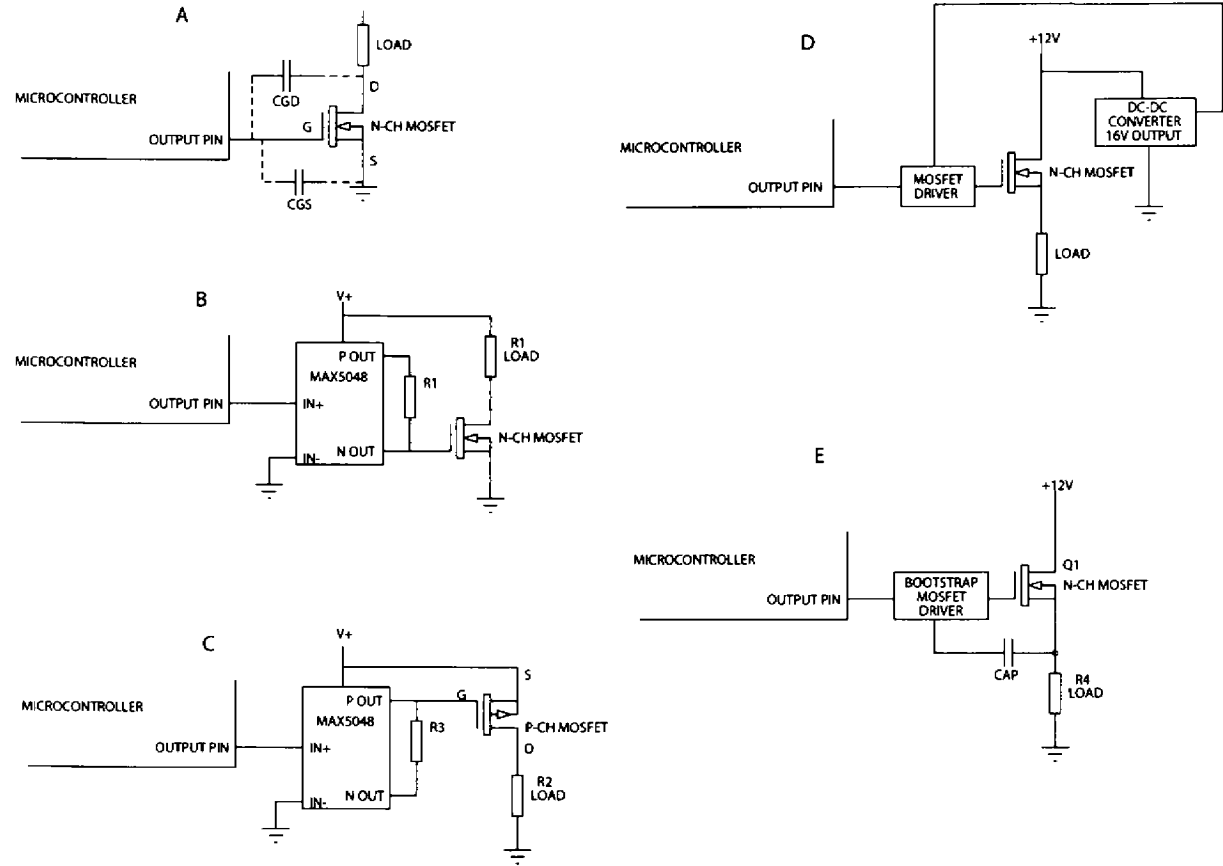 A
LOAD
D
CGD
MICROCONTROLLER
G
N-CH MOSFET
OUTPUT PIN
S
CGS
B
V+
R1
LOAD
MICROCONTROLLER
P OUT
MAX5048
R1
OUTPUT PIN
IN+
N-CH MOSFET
N OUT
IN-
C
V+
S
MICROCONTROLLER
P OUT
G
MAX5048
R3
P-CH MOSFET
OUTPUT PIN
IN+
D
R2
LOAD
N OUT
IN-
D
+12V
DC-DC
CONVERTER
16V OUTPUT
MICROCONTROLLER
OUTPUT PIN
MOSFET
DRIVER
N-CH MOSFET
LOAD
E
+12V
MICROCONTROLLER
Q1
N-CH MOSFET
OUTPUT PIN
BOOTSTRAP
MOSFET
DRIVER
CAP
R4
LOAD